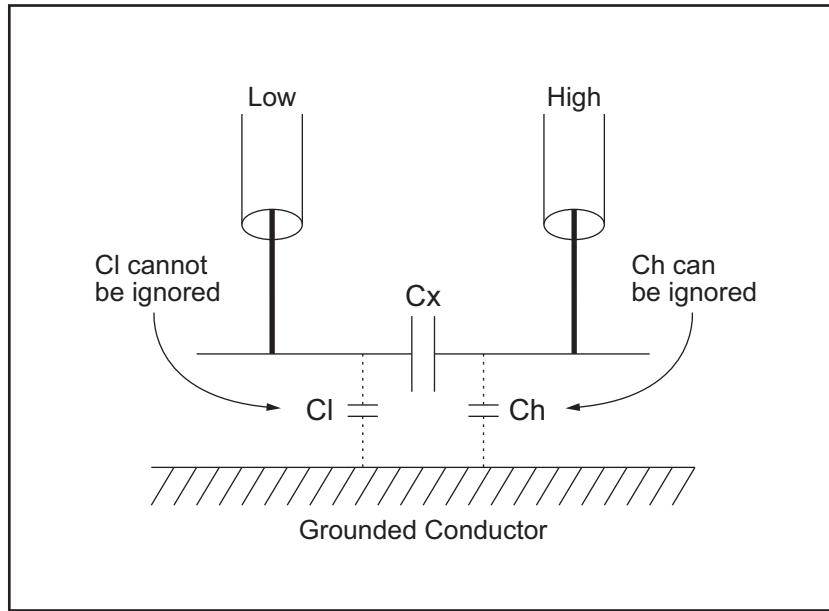 Low
High
Cl cannot
be ignored
Cx
Ch can
be ignored
Cl
Ch
Grounded Conductor